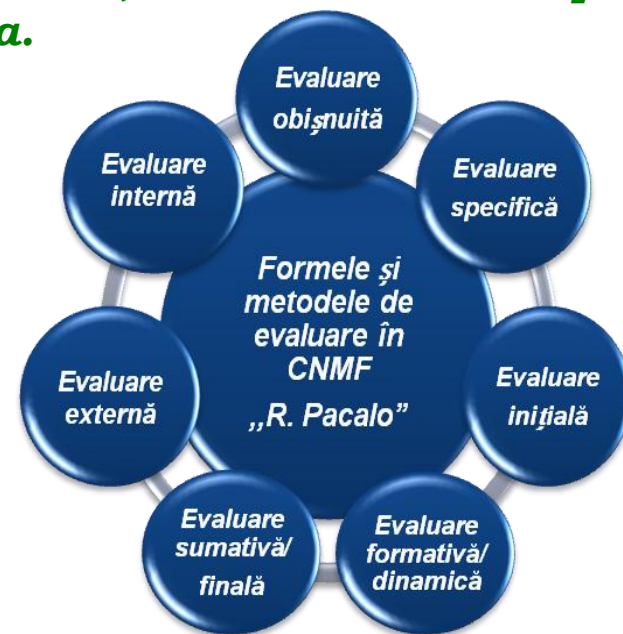 a.
Evaluare
obișnuită
Evaluare
specifică
Evaluare
inițială
Evaluare
formativă/
dinamică
Evaluare
sumativă/
finală
Evaluare
externă
Evaluare
internă
Formele și
metodele de
evaluare în
CNMF
,,R. Pacalo”